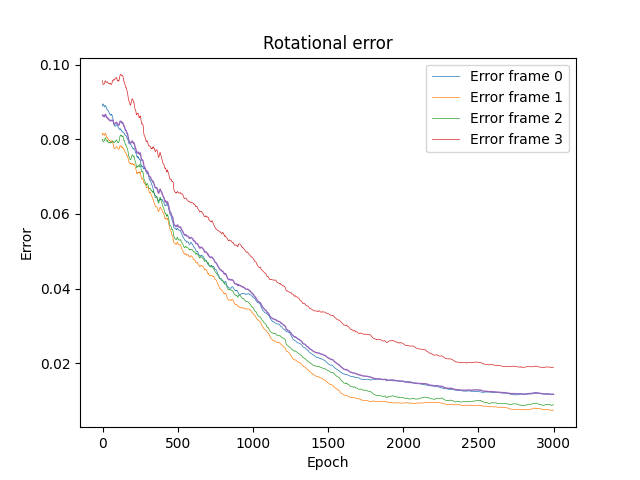 Rotational error
Error frame 0
Error frame 1
Error frame 2
Error frame 3
0.10
0.08
0.06
0.04
0.02
Error
0
500
1000
1500
2000
2500
3000
Epoch